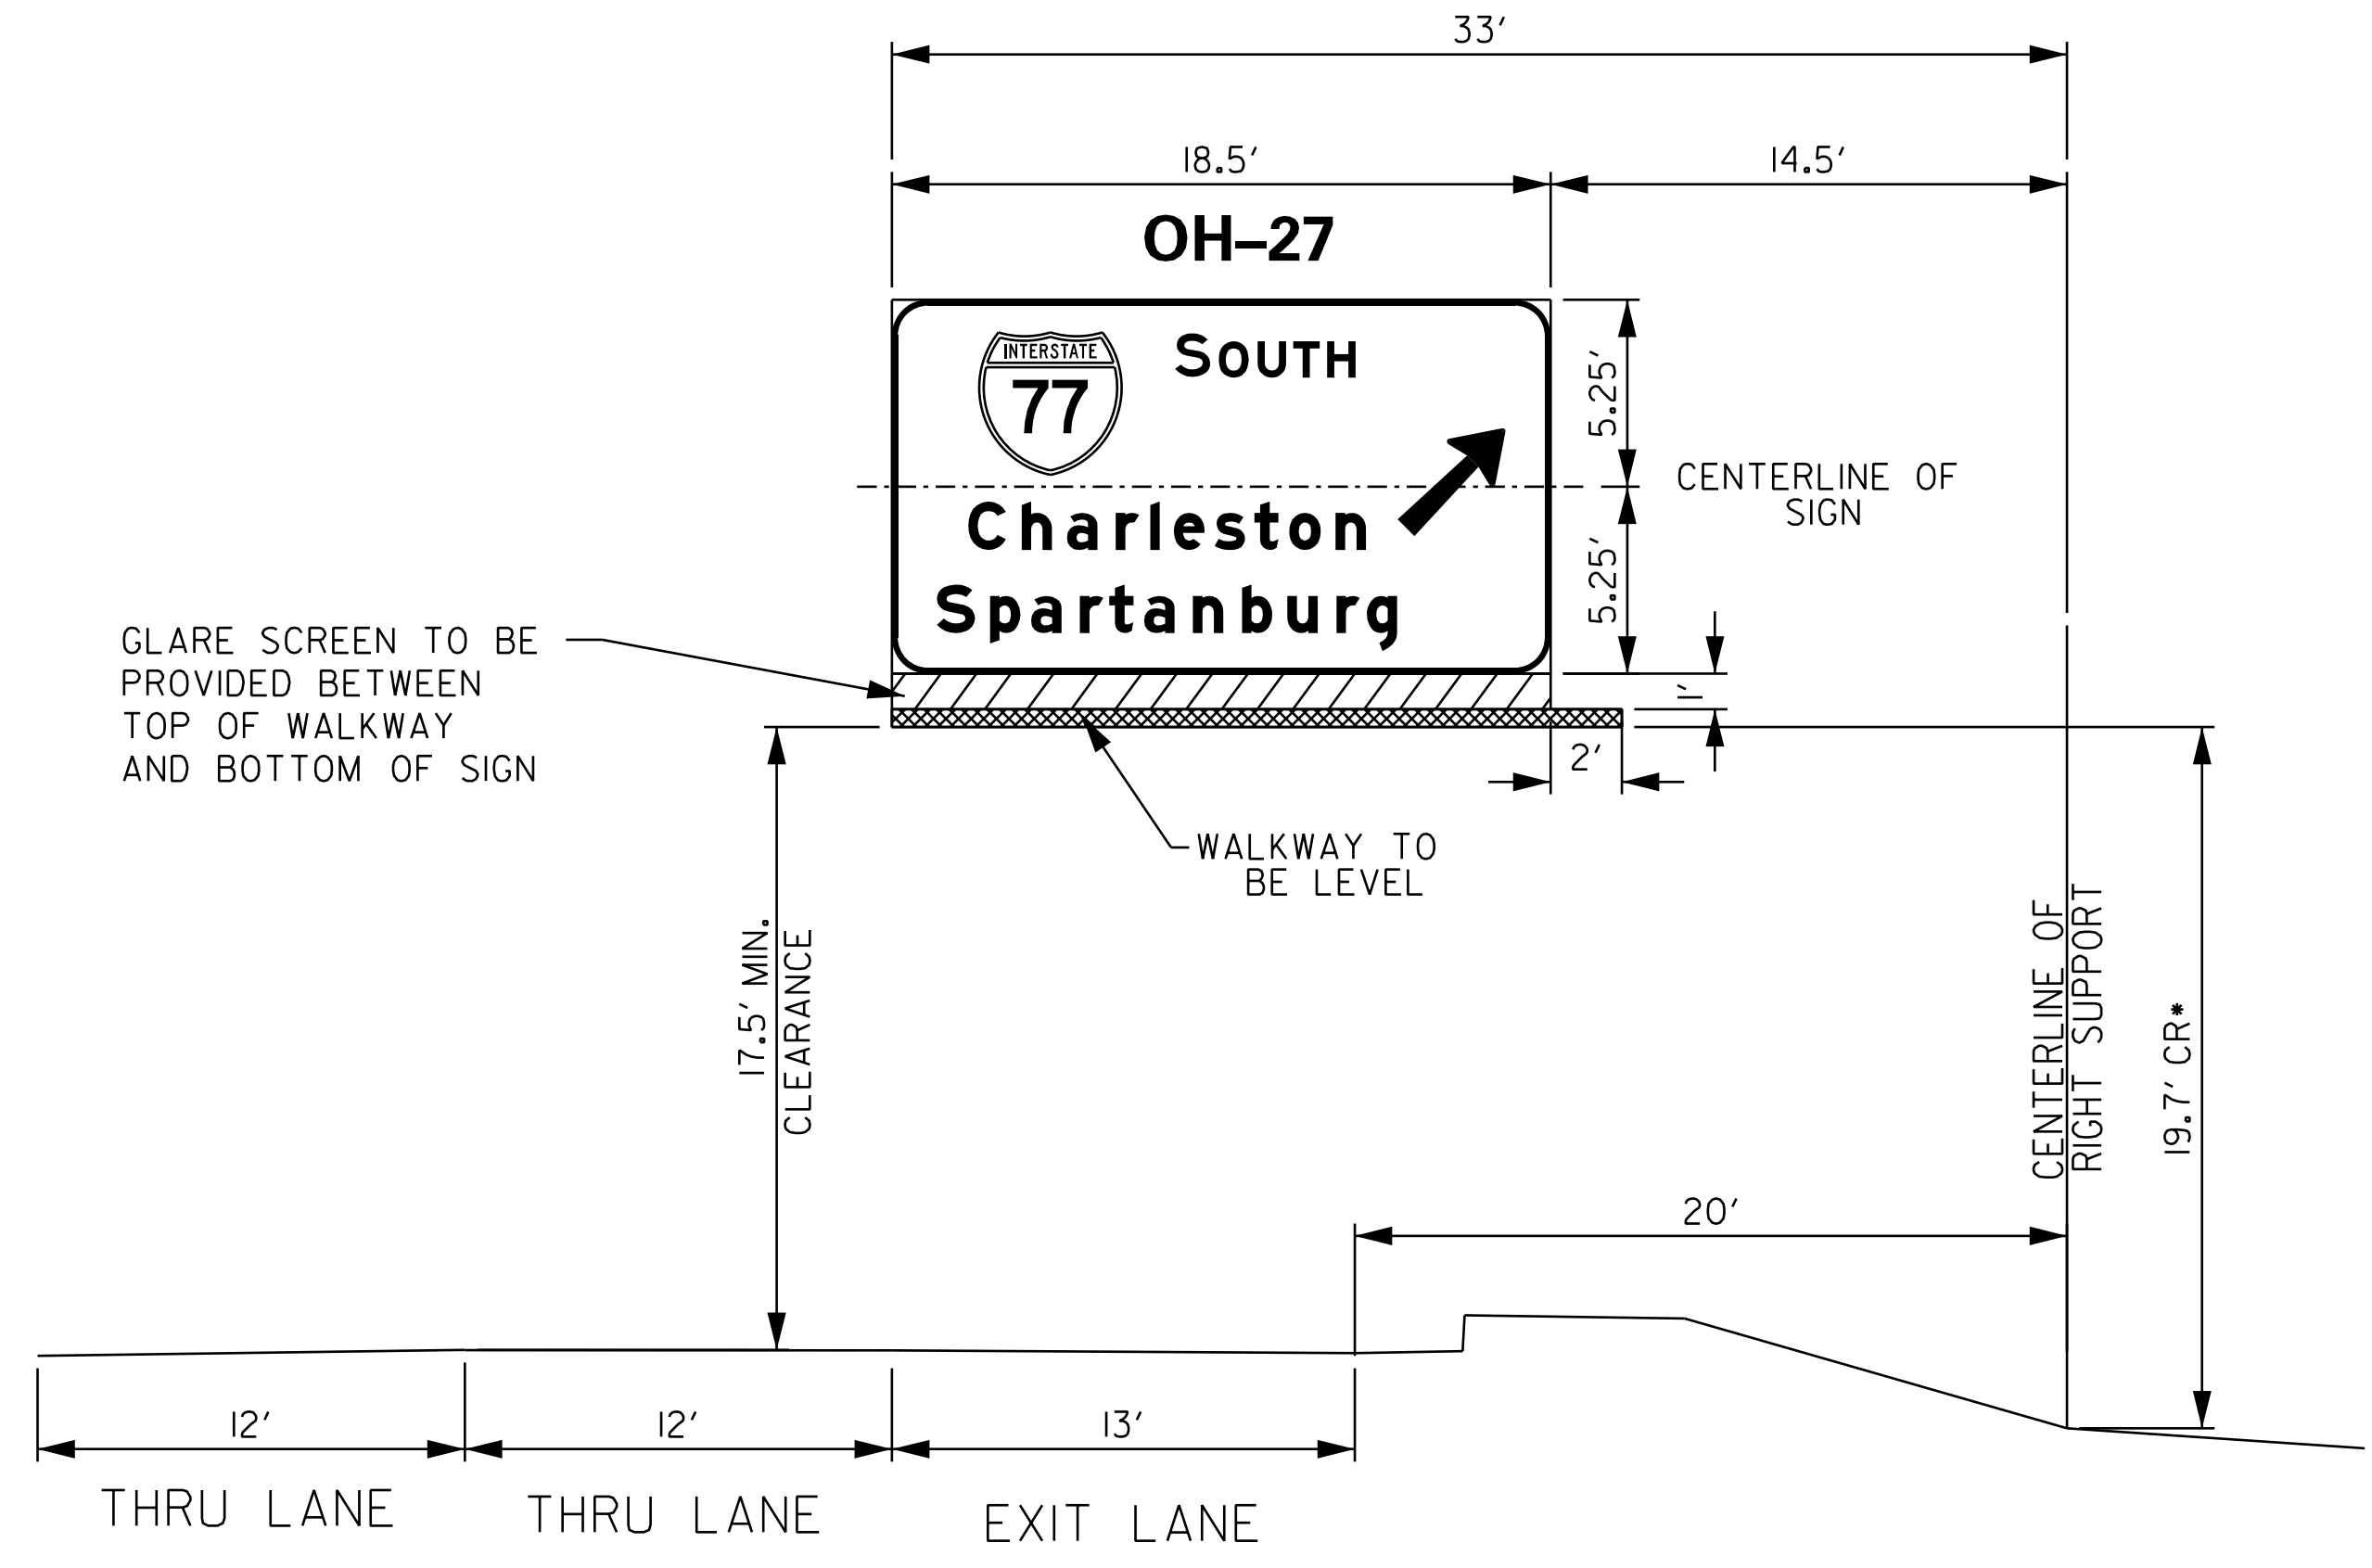 33'
18.5'
14.5'
OH-27
INTERSTATE
77
SOUTH
Charleston
Spartanburg
5.25'
5.25'
CENTERLINE OF
SIGN
1'
2'
GLARE SCREEN TO BE
PROVIDED BETWEEN
TOP OF WALKWAY
AND BOTTOM OF SIGN
WALKWAY TO
BE LEVEL
17.5' MIN.
CLEARANCE
CENTERLINE OF
RIGHT SUPPORT
19.7' CR*
20'
12'
12'
13'
THRU LANE
THRU LANE
EXIT LANE